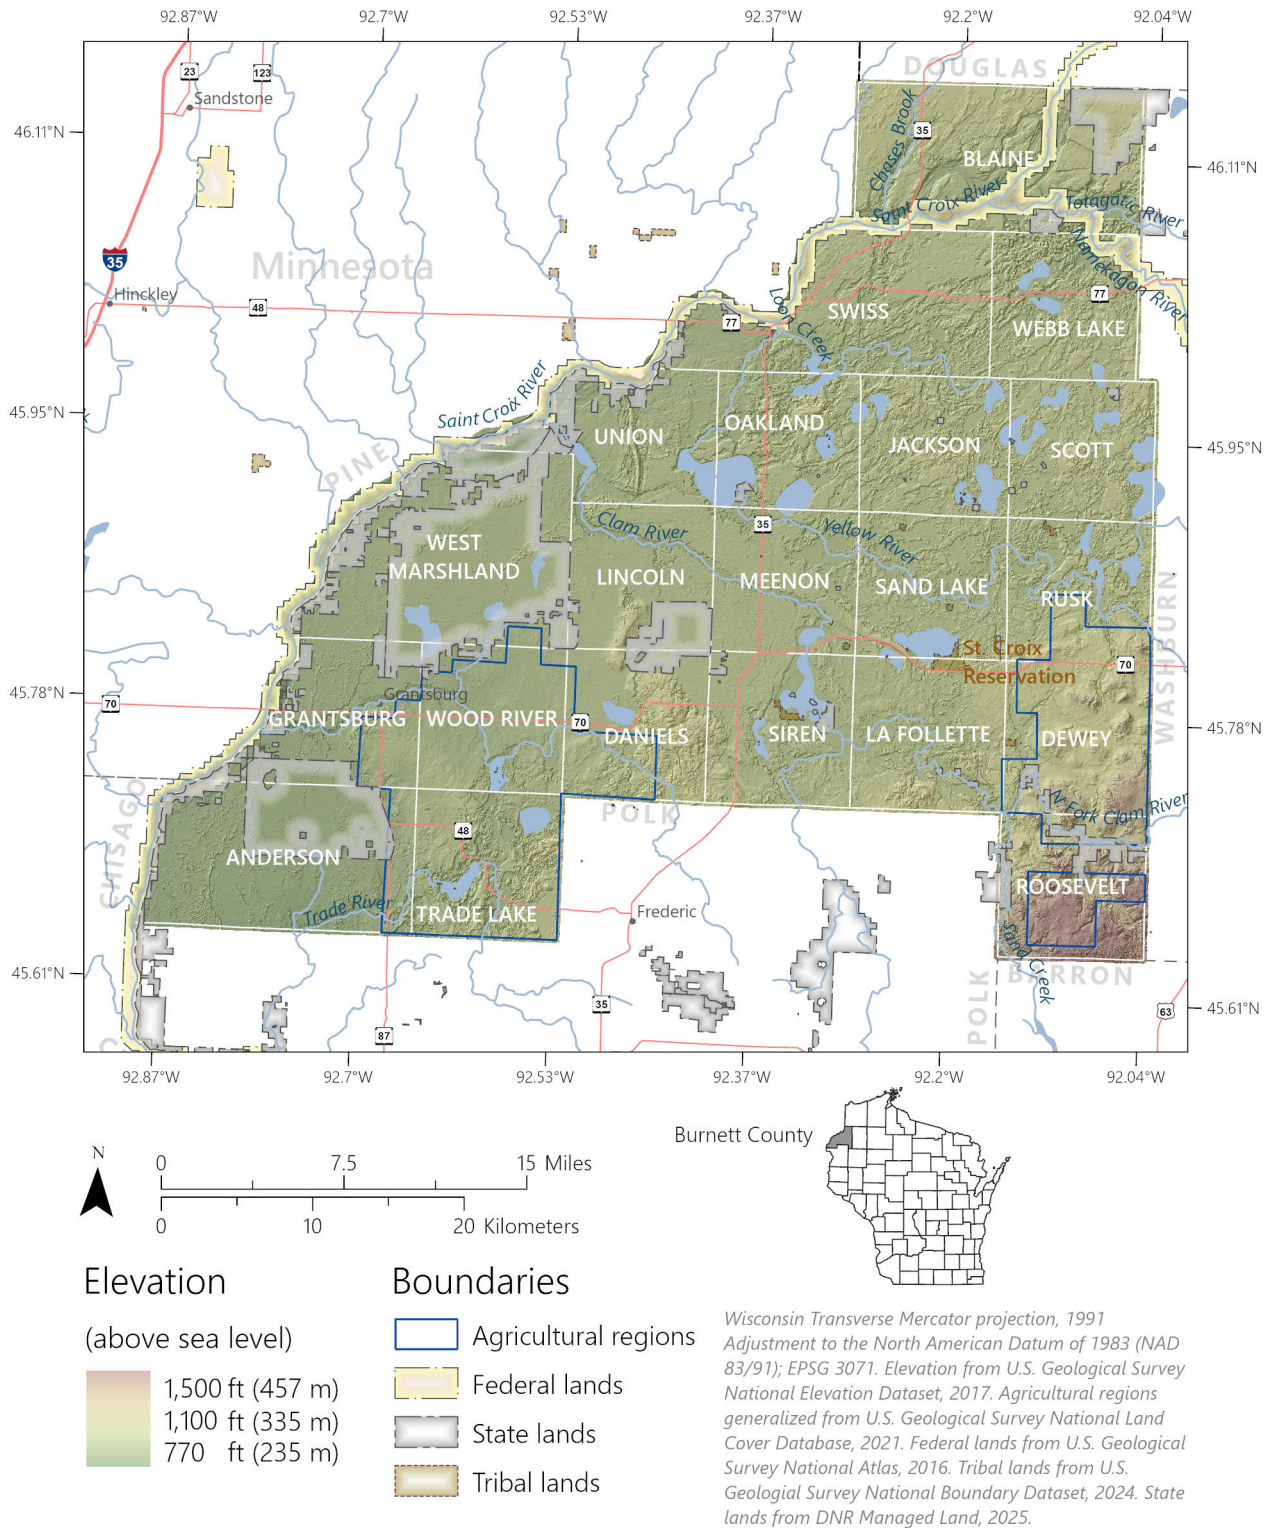 92.87°W 92.7°W 92.53°W 92.37°W 92.2°W 92.04°W
DOUGLAS
23 123
Sandstone
46.11°N
35
Chases Brook
BLAINE
46.11°N
Saint Croix River
Totagatic River
Namekagon River
35
Minnesota
Hinckley
48
77
Loon Creek
SWISS
77
WEBB LAKE
Saint Croix River
45.95°N
UNION
OAKLAND
JACKSON
SCOTT
45.95°N
PINE
Clam River
35
Yellow River
WEST
MARSHLAND
LINCOLN
MEENON
SAND LAKE
RUSK
WASHBURN
St. Croix
Reservation
70
45.78°N
70
Grantsburg
GRANTSBURG
WOOD RIVER
70
DANIELS
SIREN
LA FOLLETTE
DEWEY
45.78°N
CHISAGO
POLK
N Fork Clam River
48
ANDERSON
ROOSEVELT
Trade River
TRADE LAKE
Frederic
Sand Creek
45.61°N
POLK
BARRON
35
63
45.61°N
87
92.87°W 92.7°W 92.53°W 92.37°W 92.2°W 92.04°W
Burnett County
N
0 7.5 15 Miles
0 10 20 Kilometers
Elevation
(above sea level)
1,500 ft (457 m)
1,100 ft (335 m)
770 ft (235 m)
Boundaries
Agricultural regions
Federal lands
State lands
Tribal lands
Wisconsin Transverse Mercator projection, 1991
Adjustment to the North American Datum of 1983 (NAD
83/91); EPSG 3071. Elevation from U.S. Geological Survey
National Elevation Dataset, 2017. Agricultural regions
generalized from U.S. Geological Survey National Land
Cover Database, 2021. Federal lands from U.S. Geological
Survey National Atlas, 2016. Tribal lands from U.S.
Geologial Survey National Boundary Dataset, 2024. State
lands from DNR Managed Land, 2025.